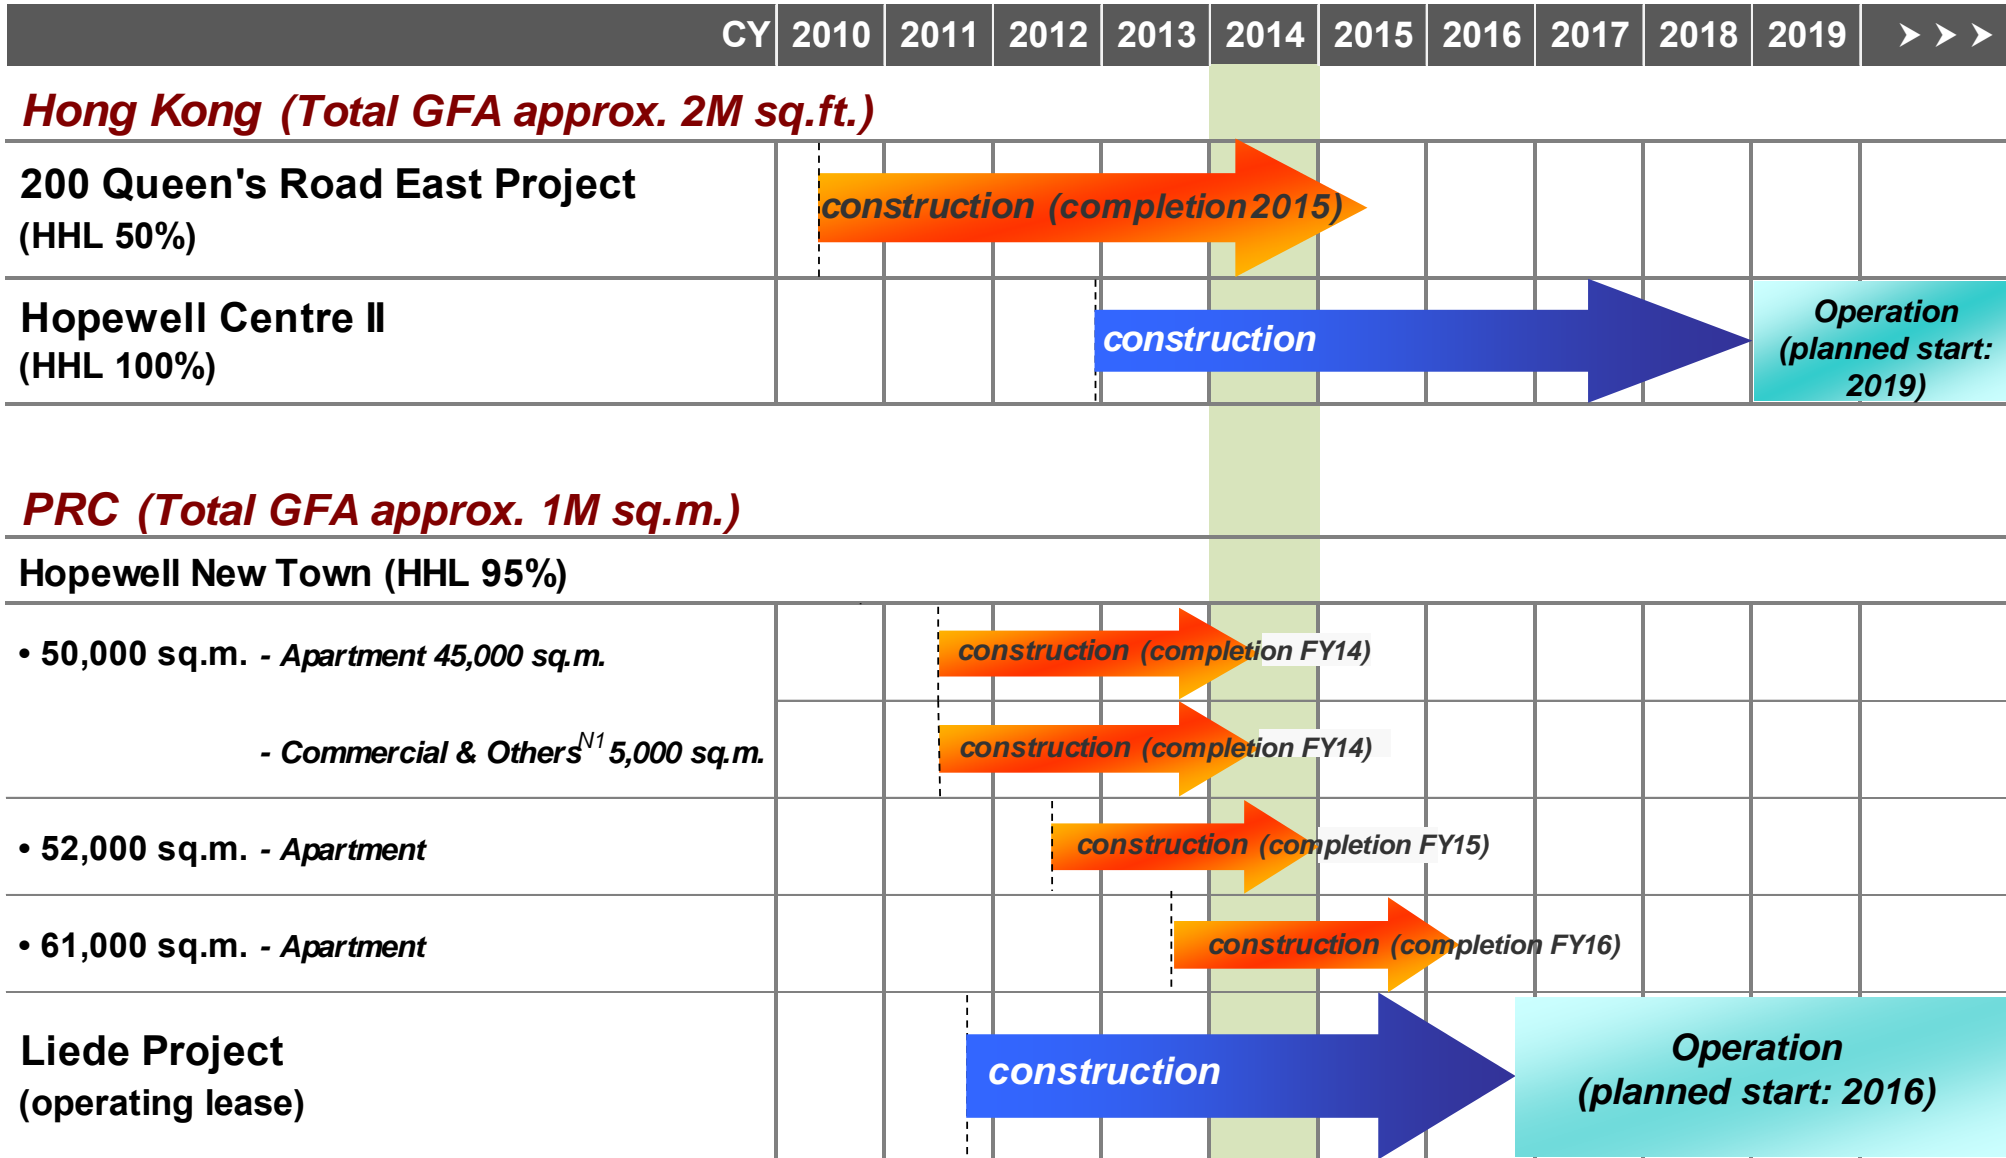 CY 2010 2011 2012 2013 2014 2015 2016 2017 2018 2019
Hong Kong (Total GFA approx. 2M sq.ft.)
200 Queen's Road East Project
(HHL 50%)
construction (completion 2015)
Hopewell Centre II
(HHL 100%)
construction
Operation
(planned start:
2019)
PRC (Total GFA approx. 1M sq.m.)
Hopewell New Town (HHL 95%)
• 50,000 sq.m. - Apartment 45,000 sq.m.
construction (completion FY14)
- Commercial & Others N1 5,000 sq.m.
construction (completion FY14)
• 52,000 sq.m. - Apartment
construction (completion FY15)
• 61,000 sq.m. - Apartment
construction (completion FY16)
Liede Project
(operating lease)
construction
Operation
(planned start: 2016)